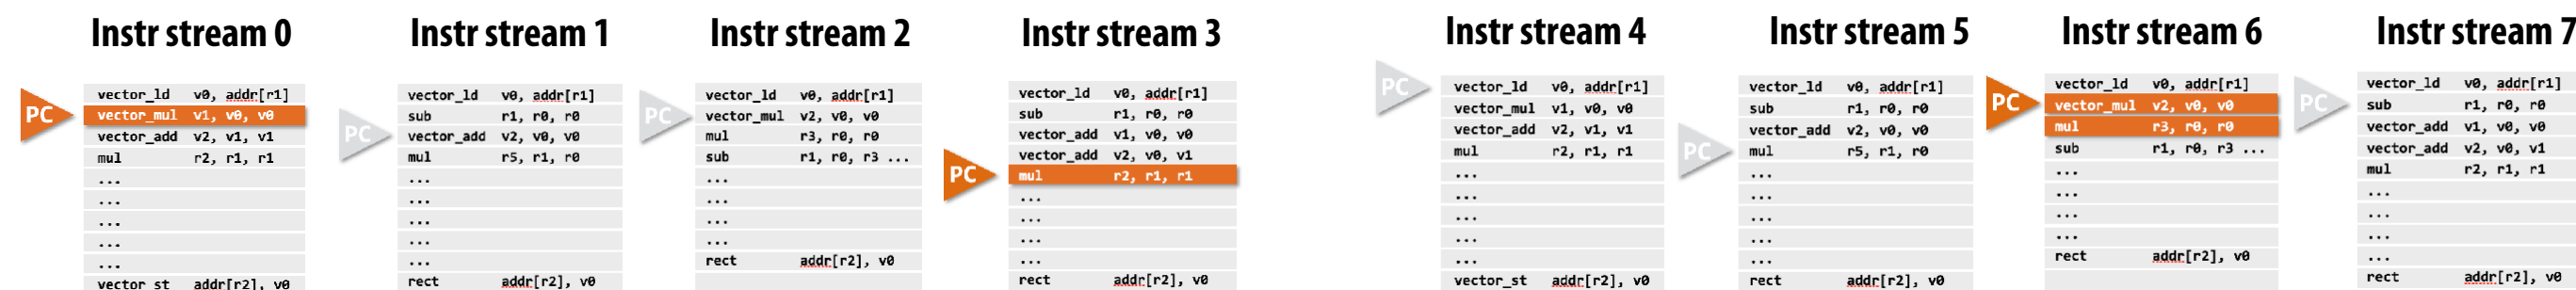 Instr stream 0
PC
vector_ld v0, addr[r1]
vector_mul v1, v0, v0
vector_add v2, v1, v1
mul r2, r1, r1
...
...
...
...
...
vector_st addr[r2], v0
Instr stream 1
PC
vector_ld v0, addr[r1]
sub r1, r0, r0
vector_add v2, v0, v0
mul r5, r1, r0
...
...
...
...
...
rect addr[r2], v0
Instr stream 2
PC
vector_ld v0, addr[r1]
vector_mul v2, v0, v0
mul r3, r0, r0
sub r1, r0, r3 ...
...
...
...
...
rect addr[r2], v0
Instr stream 3
PC
vector_ld v0, addr[r1]
sub r1, r0, r0
vector_add v1, v0, v0
vector_add v2, v0, v1
mul r2, r1, r1
...
...
...
...
rect addr[r2], v0
Instr stream 4
PC
vector_ld v0, addr[r1]
vector_mul v1, v0, v0
vector_add v2, v1, v1
mul r2, r1, r1
...
...
...
...
...
vector_st addr[r2], v0
Instr stream 5
PC
vector_ld v0, addr[r1]
sub r1, r0, r0
vector_add v2, v0, v0
mul r5, r1, r0
...
...
...
...
...
rect addr[r2], v0
Instr stream 6
PC
vector_ld v0, addr[r1]
vector_mul v2, v0, v0
mul r3, r0, r0
sub r1, r0, r3 ...
...
...
...
...
rect addr[r2], v0
Instr stream 7
PC
vector_ld v0, addr[r1]
sub r1, r0, r0
vector_add v1, v0, v0
vector_add v2, v0, v1
mul r2, r1, r1
...
...
...
...
rect addr[r2], v0